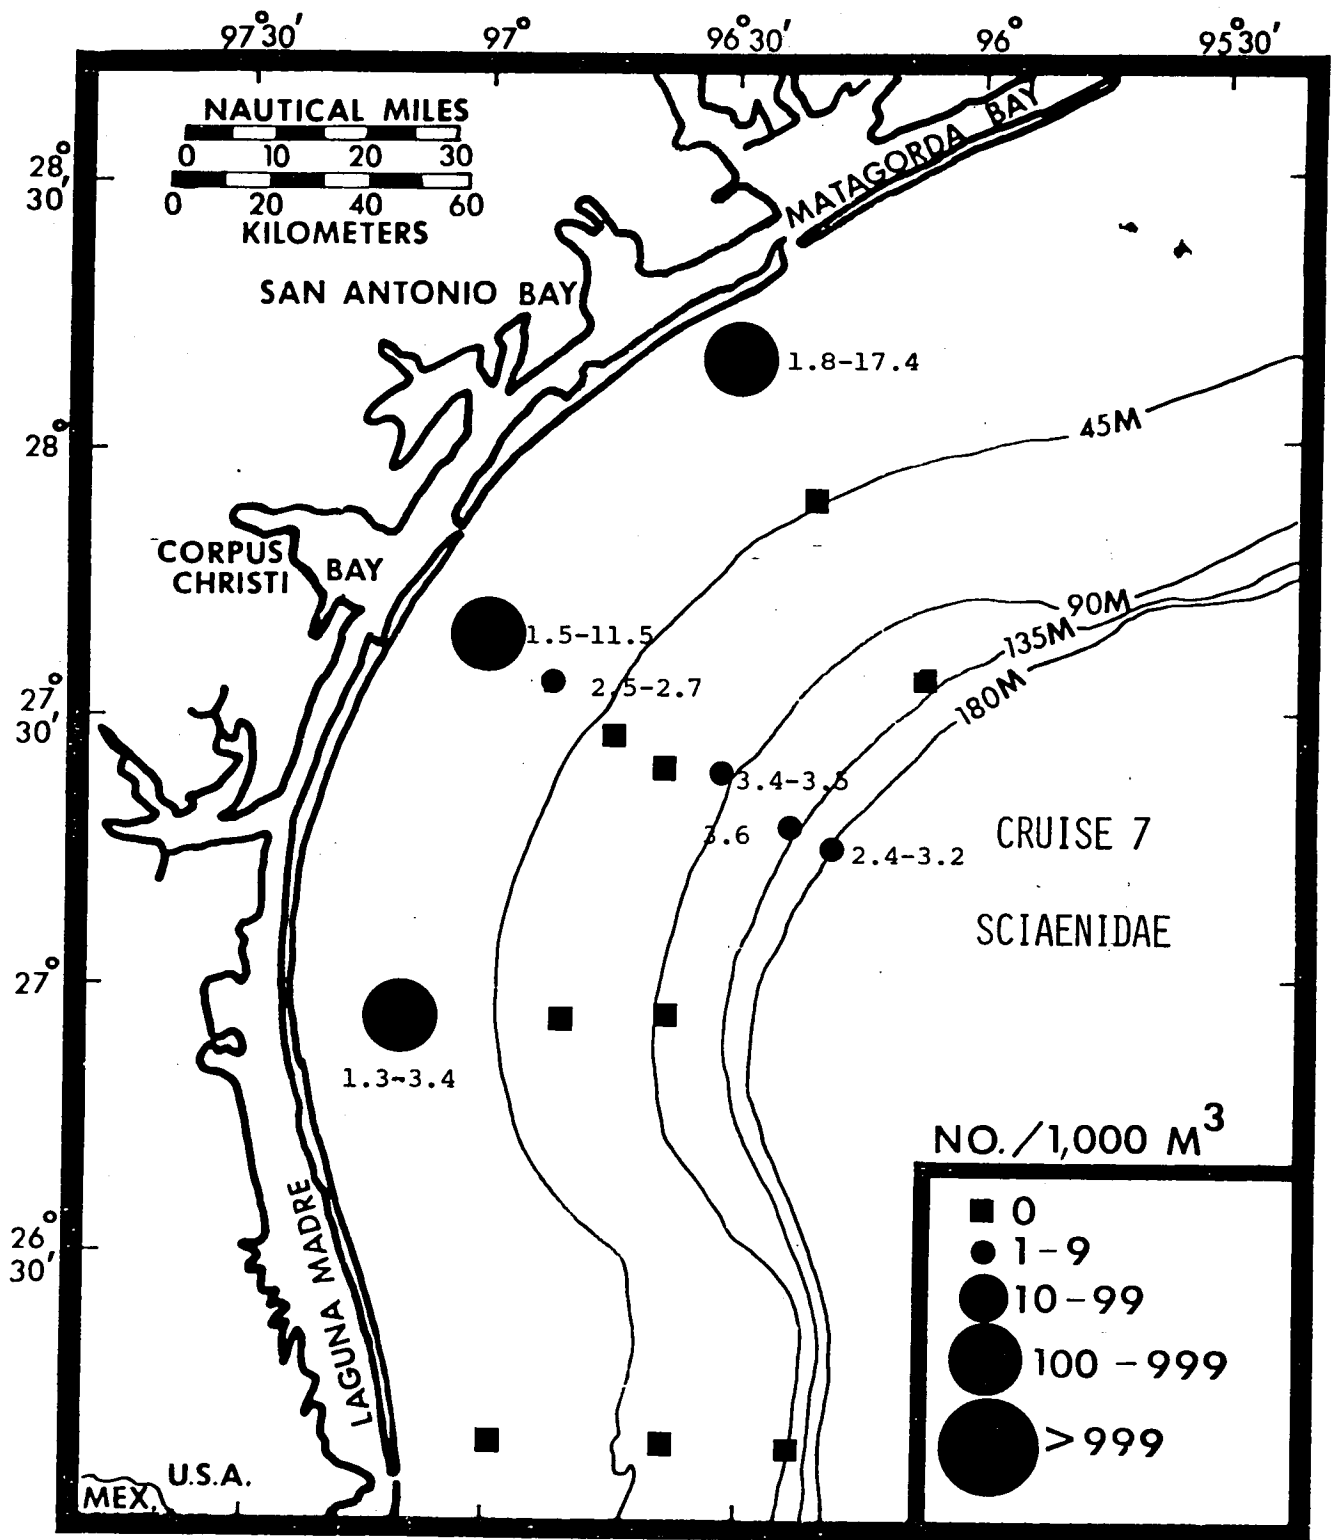 97°30' 97° 96°30' 96° 95°30'
NAUTICAL MILES
0 10 20 30
0 20 40 60
KILOMETERS
28°
30'
MATAGORDA BAY
SAN ANTONIO BAY
1.8-17.4
45M
28°
CORPUS
CHRISTI
BAY
90M
135M
180M
1.5-11.5
2.5-2.7
27°
30'
3.4-3.5
3.6
2.4-3.2
CRUISE 7
SCIAENIDAE
27°
1.3-3.4
NO./1,000 M³
0
1-9
10-99
100-999
>999
26°
30'
LAGUNA MADRE
U.S.A.
MEX.